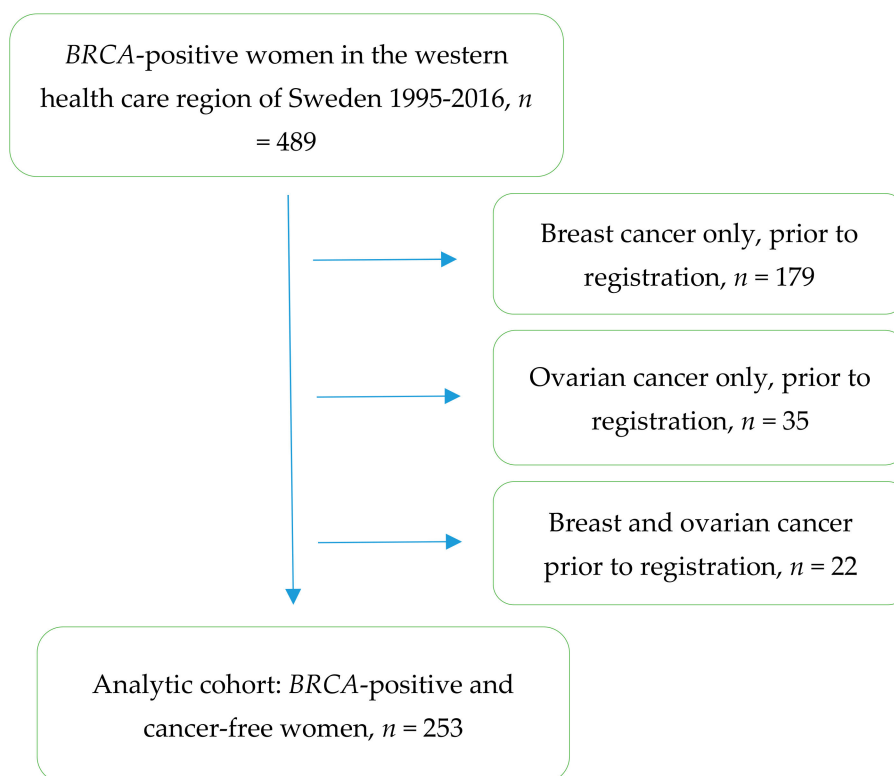 BRCA-positive women in the western
health care region of Sweden 1995-2016, n
= 489
Breast cancer only, prior to
registration, n = 179
Ovarian cancer only, prior to
registration, n = 35
Breast and ovarian cancer
prior to registration, n = 22
Analytic cohort: BRCA-positive and
cancer-free women, n = 253